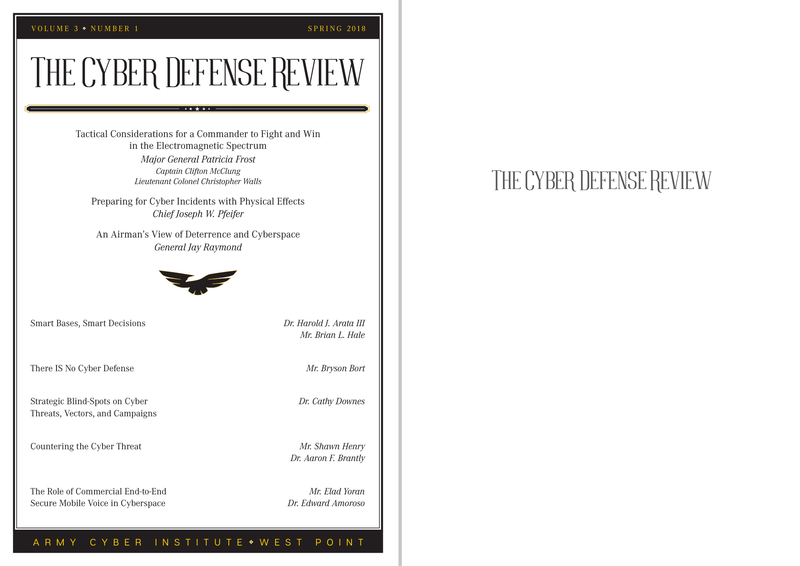 VOLUME 3 ◆ NUMBER 1
SPRING 2018
THE CYBER DEFENSE REVIEW
Tactical Considerations for a Commander to Fight and Win
in the Electromagnetic Spectrum
Major General Patricia Frost
Captain Clifton McClung
Lieutenant Colonel Christopher Walls
Preparing for Cyber Incidents with Physical Effects
Chief Joseph W. Pfeifer
An Airman's View of Deterrence and Cyberspace
General Jay Raymond
Smart Bases, Smart Decisions
Dr. Harold J. Arata III
Mr. Brian L. Hale
There IS No Cyber Defense
Mr. Bryson Bort
Strategic Blind-Spots on Cyber
Threats, Vectors, and Campaigns
Dr. Cathy Downes
Countering the Cyber Threat
Mr. Shawn Henry
Dr. Aaron F. Brantly
The Role of Commercial End-to-End
Secure Mobile Voice in Cyberspace
Mr. Elad Yoran
Dr. Edward Amoroso
ARMY CYBER INSTITUTE ◆ WEST POINT
THE CYBER DEFENSE REVIEW